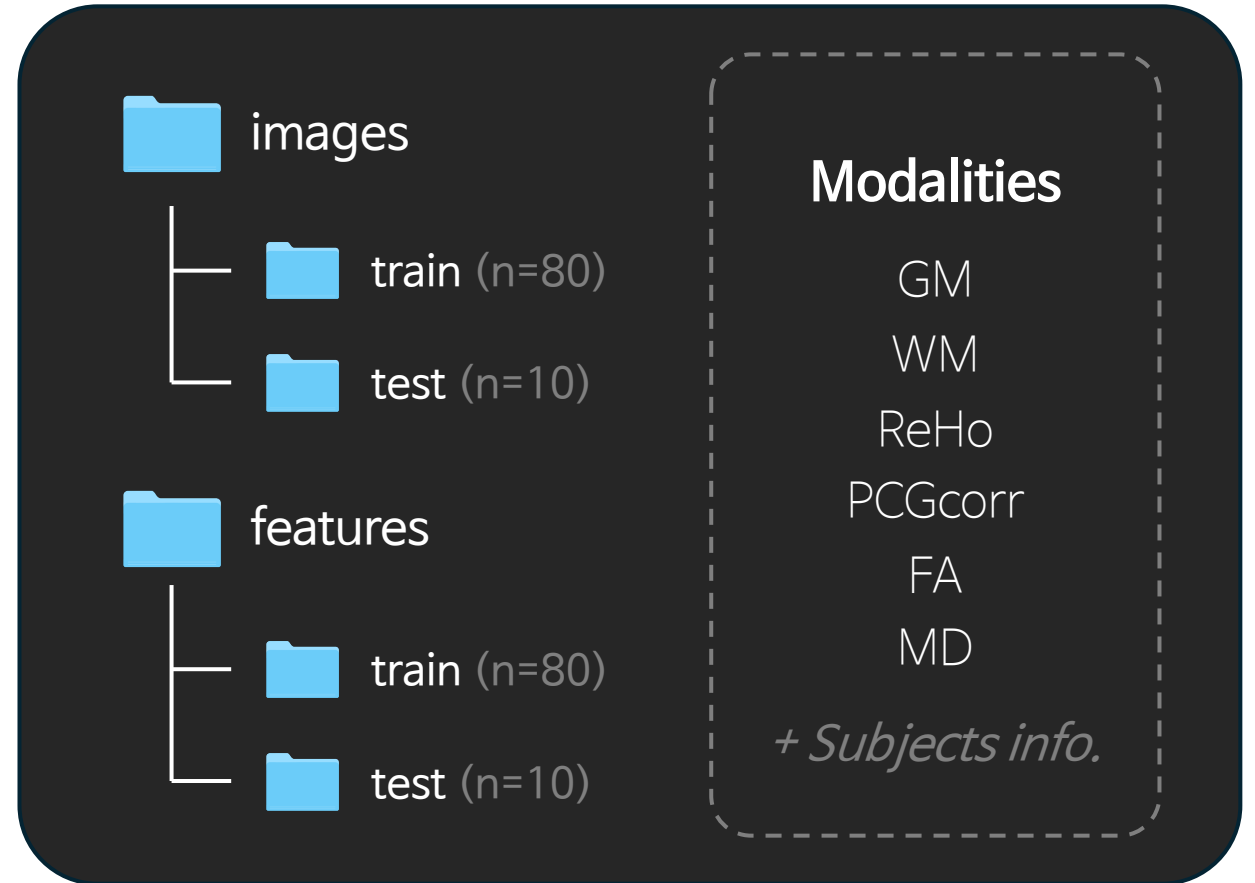 images
train (n=80)
test (n=10)
features
train (n=80)
test (n=10)
Modalities
GM
WM
ReHo
PCGcorr
FA
MD
+ Subjects info.